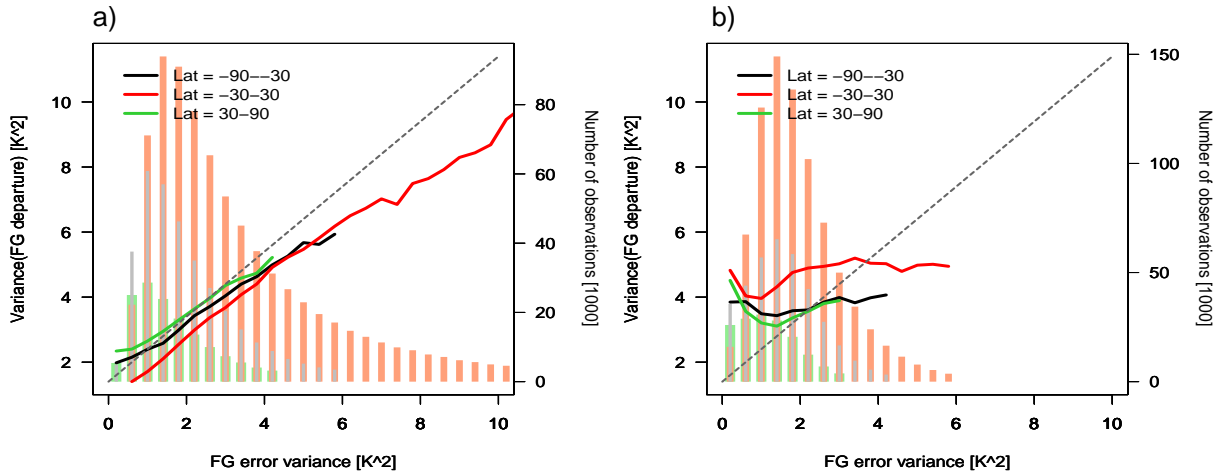 a)
Lat = −90−−30
Lat = −30−30
Lat = 30−90
Variance(FG departure) [K^2]
10
8
6
4
2
80
60
40
20
0
Number of observations [1000]
0 2 4 6 8 10
FG error variance [K^2]
b)
Lat = −90−−30
Lat = −30−30
Lat = 30−90
Variance(FG departure) [K^2]
10
8
6
4
2
150
100
50
0
Number of observations [1000]
0 2 4 6 8 10
FG error variance [K^2]